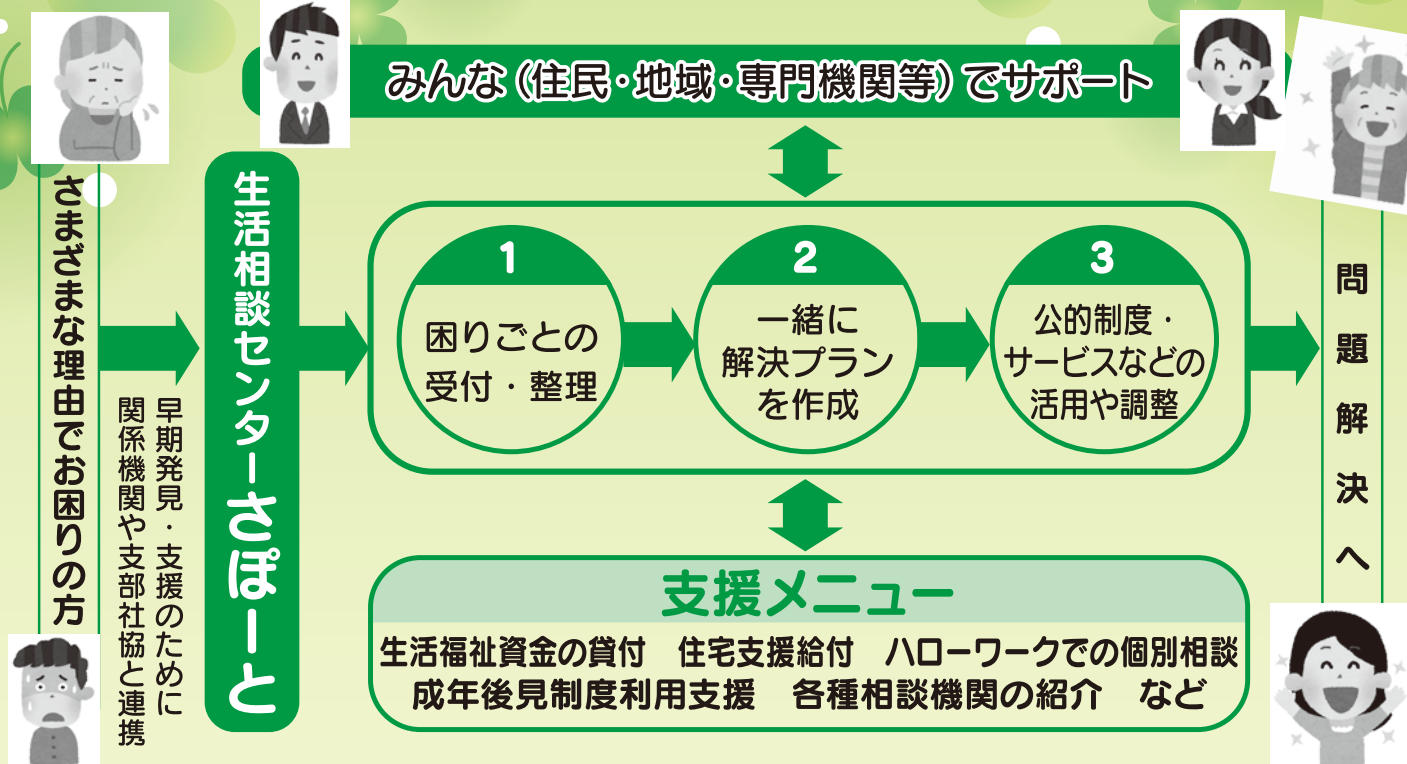 みんな（住民・地域・専門機関等）でサポート
さまざまな理由でお困りの方
早期発見・支援のために
関係機関や支部社協と連携
生活相談センターさぽーと
1
困りごとの
受付・整理
2
一緒に
解決プラン
を作成
3
公的制度・
サービスなどの
活用や調整
問題解決へ
支援メニュー
生活福祉資金の貸付　住宅支援給付　ハローワークでの個別相談
成年後見制度利用支援　各種相談機関の紹介　など